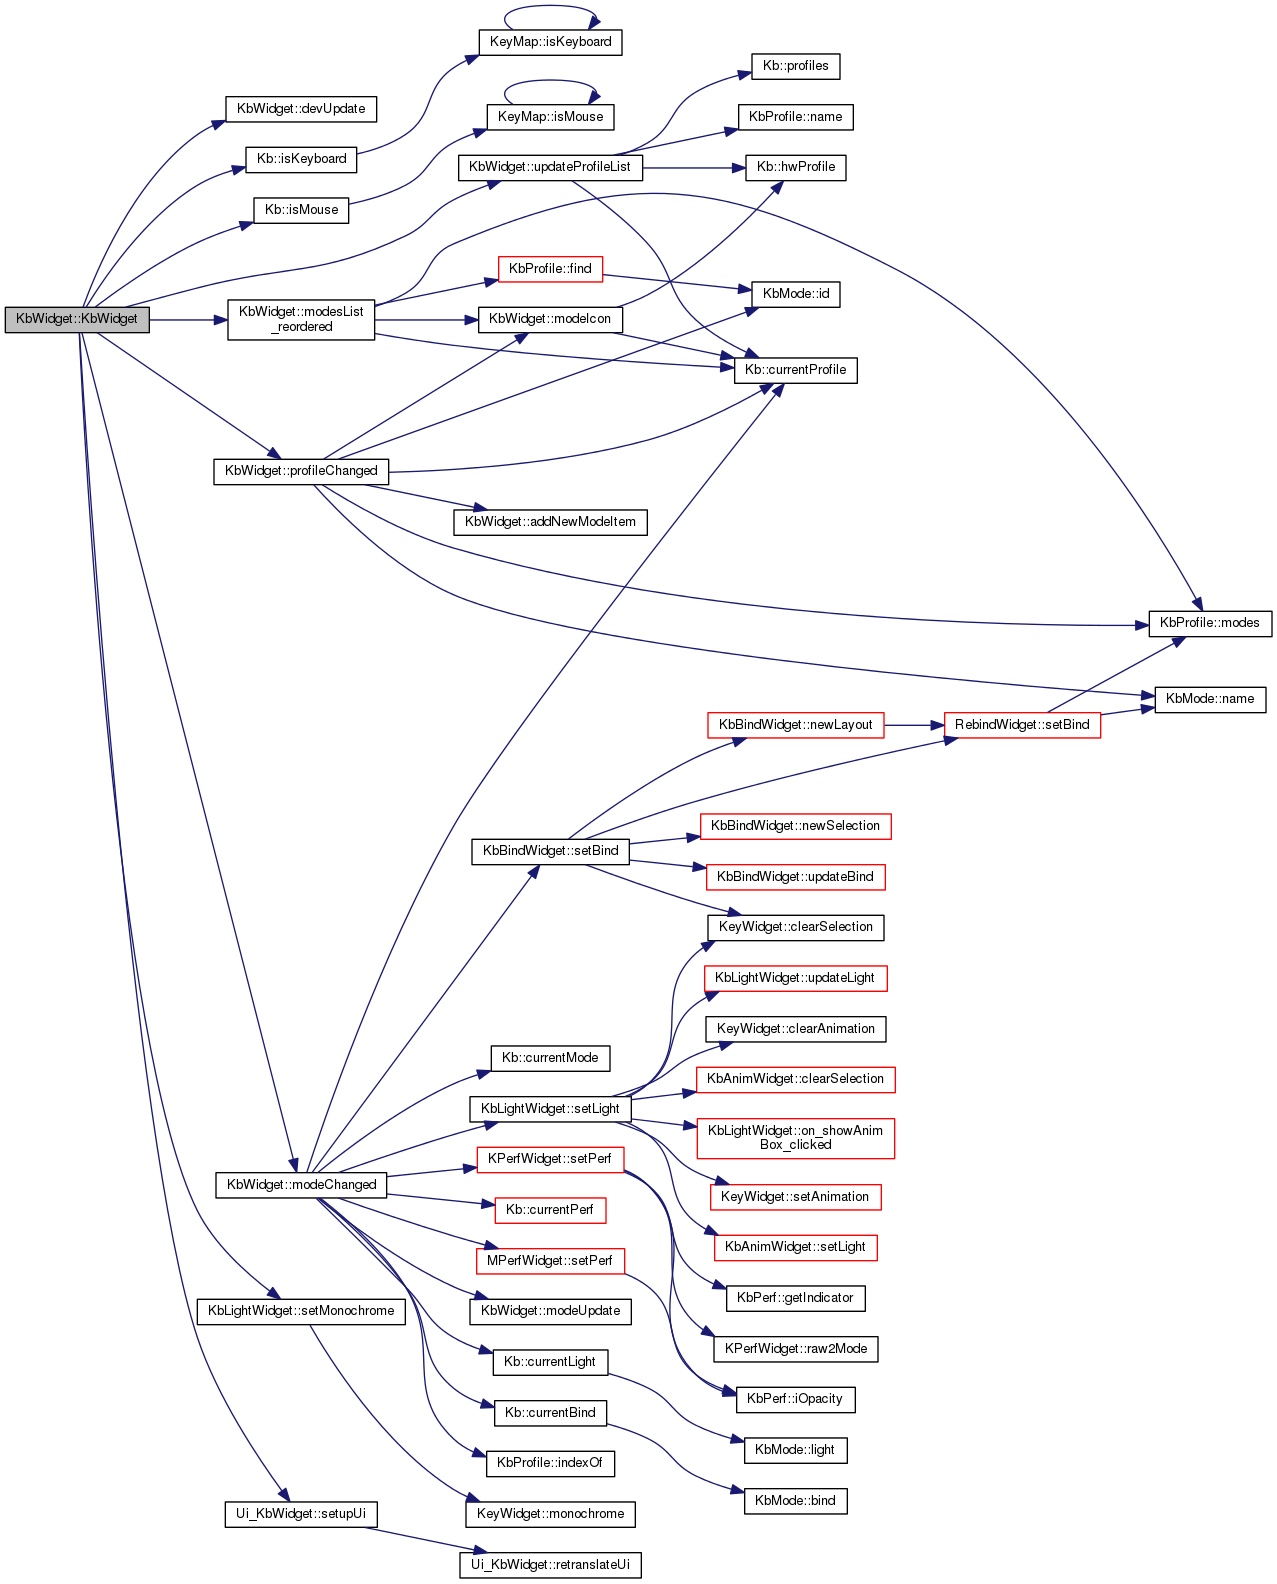 KeyMap::isKeyboard
Kb::profiles
KbWidget::devUpdate
KeyMap::isMouse
KbProfile::name
Kb::isKeyboard
KbWidget::updateProfileList
Kb::hwProfile
Kb::isMouse
KbProfile::find
KbMode::id
KbWidget::KbWidget
KbWidget::modesList
_reordered
KbWidget::modeIcon
Kb::currentProfile
KbWidget::profileChanged
KbWidget::addNewModeItem
KbProfile::modes
KbMode::name
KbBindWidget::newLayout
RebindWidget::setBind
KbBindWidget::newSelection
KbBindWidget::setBind
KbBindWidget::updateBind
KeyWidget::clearSelection
KbLightWidget::updateLight
KeyWidget::clearAnimation
Kb::currentMode
KbAnimWidget::clearSelection
KbLightWidget::setLight
KbLightWidget::on_showAnim
Box_clicked
KPerfWidget::setPerf
KbWidget::modeChanged
KeyWidget::setAnimation
Kb::currentPerf
KbAnimWidget::setLight
MPerfWidget::setPerf
KbPerf::getIndicator
KbLightWidget::setMonochrome
KbWidget::modeUpdate
KPerfWidget::raw2Mode
Kb::currentLight
KbPerf::iOpacity
Kb::currentBind
KbMode::light
KbProfile::indexOf
KbMode::bind
Ui_KbWidget::setupUi
KeyWidget::monochrome
Ui_KbWidget::retranslateUi